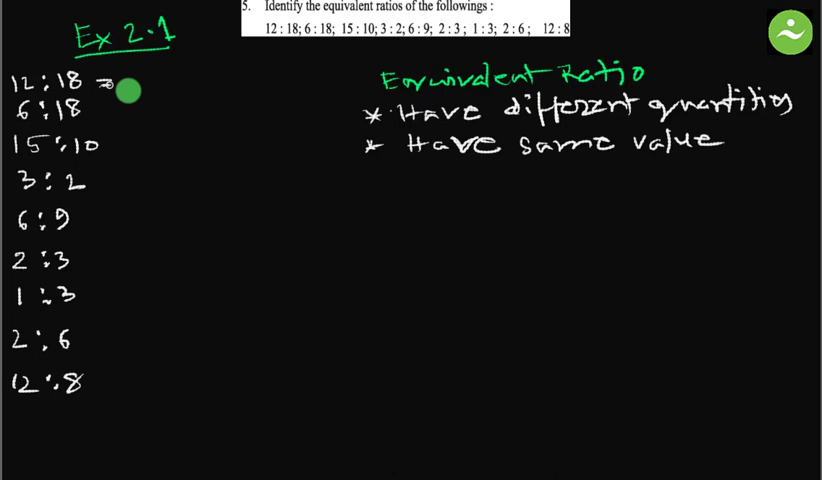 5. Identify the equivalent ratios of the followings :
12 : 18; 6 : 18; 15 : 10; 3 : 2; 6 : 9; 2 : 3; 1 : 3; 2 : 6; 12 : 8
Ex 2.1
12 : 18 ⇒
6 : 18
15 : 10
3 : 2
6 : 9
2 : 3
1 : 3
2 : 6
12 : 8
Equivalent Ratio
* Have different quantities
* Have same value